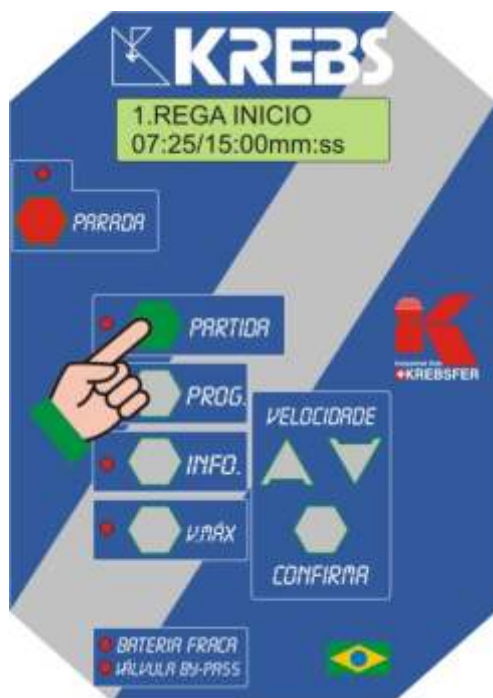 KREBS
1.REGA INICIO
07:25/15:00mm:ss
PARADA
PARTIDA
PROG.
INFO.
V.MÁX
VELOCIDADE
CONFIRMA
KREBSFER
BATERIA FRACA
VÁLVULA BY-PASS